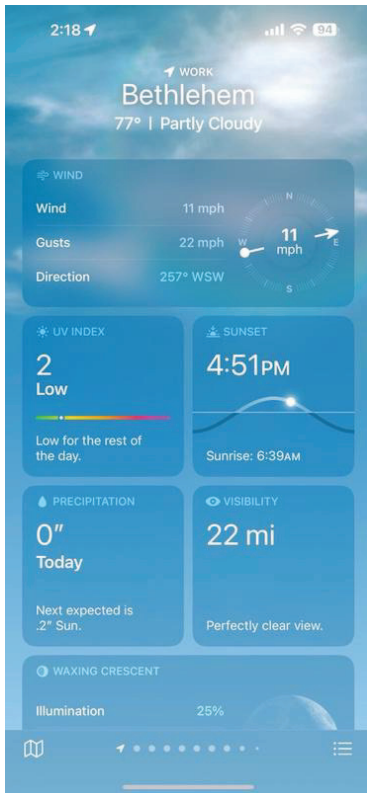 2:18
94
WORK
Bethlehem
77° | Partly Cloudy
WIND
Wind 11 mph
Gusts 22 mph
Direction 257° WSW
N
W
E
S
11
mph
UV INDEX
2
Low
Low for the rest of
the day.
SUNSET
4:51PM
Sunrise: 6:39AM
PRECIPITATION
0"
Today
Next expected is
.2" Sun.
VISIBILITY
22 mi
Perfectly clear view.
WAXING CRESCENT
Illumination 25%